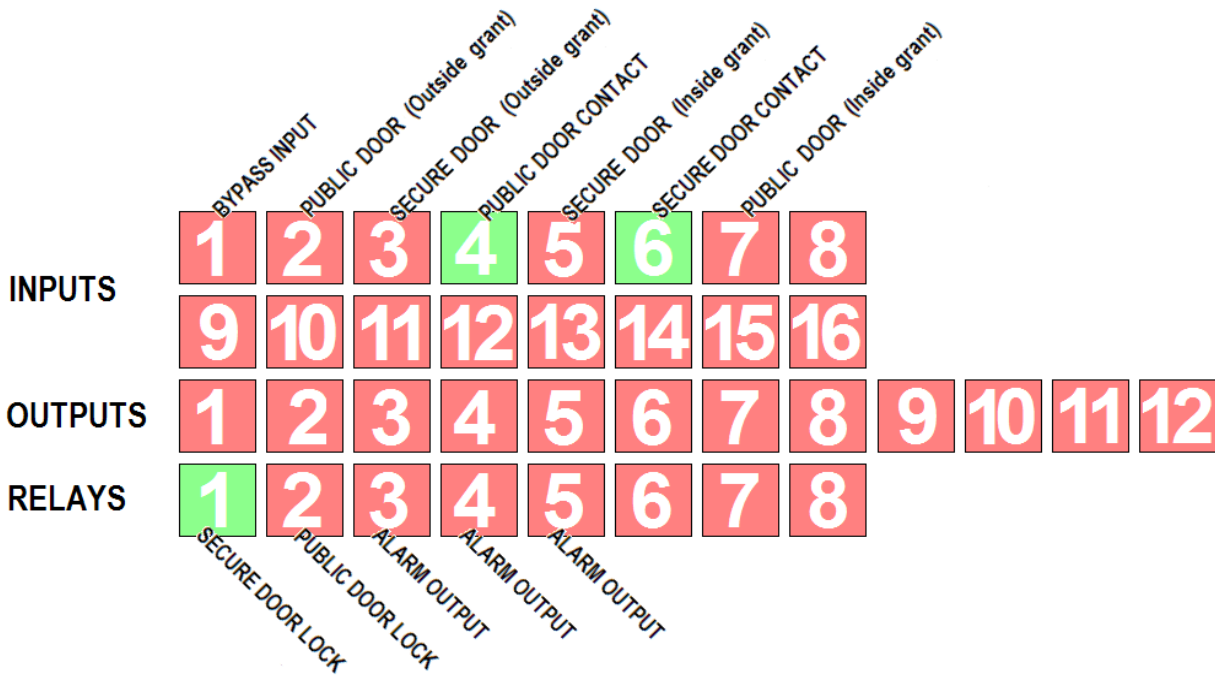 BYPASS INPUT
PUBLIC DOOR (Outside grant)
SECURE DOOR (Outside grant)
PUBLIC DOOR CONTACT
SECURE DOOR (Inside grant)
SECURE DOOR CONTACT
PUBLIC DOOR (Inside grant)
INPUTS
1 2 3 4 5 6 7 8
9 10 11 12 13 14 15 16
OUTPUTS 1 2 3 4 5 6 7 8 9 10 11 12
RELAYS 1 2 3 4 5 6 7 8
SECURE DOOR LOCK
PUBLIC DOOR LOCK
ALARM OUTPUT
ALARM OUTPUT
ALARM OUTPUT